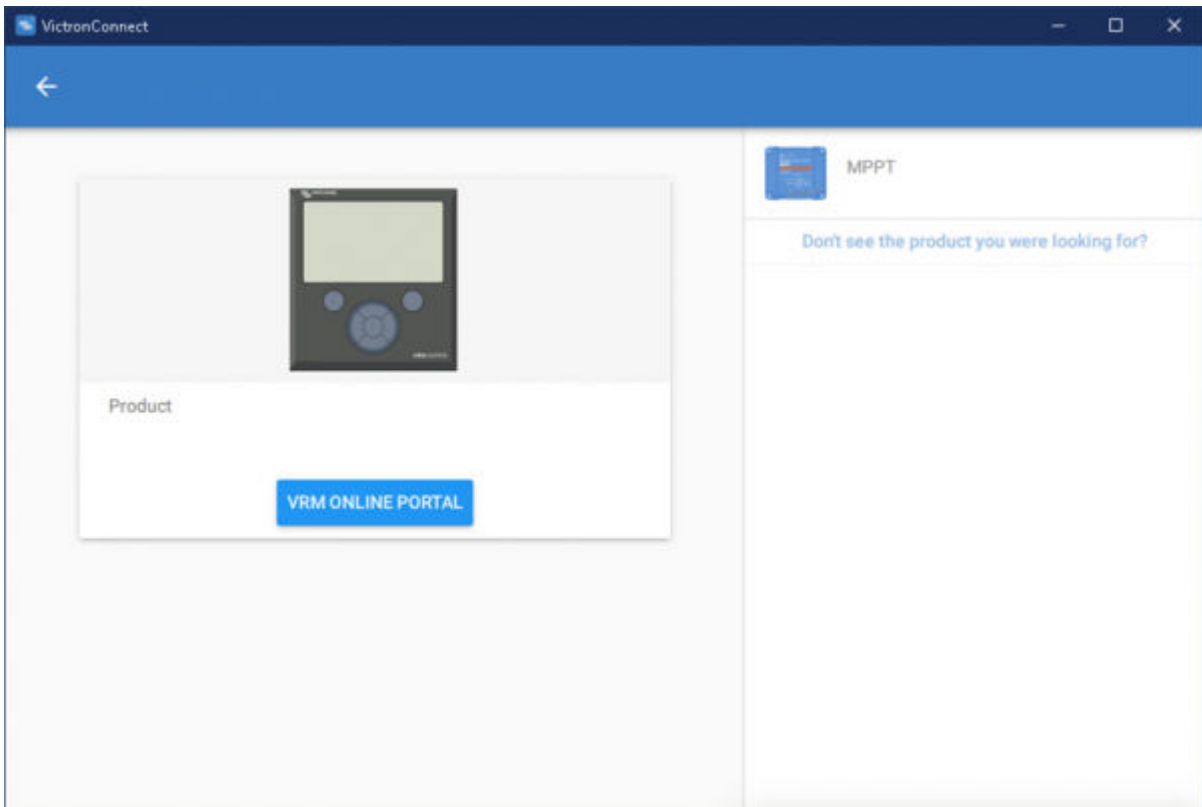 VictronConnect
MPPT
Don't see the product you were looking for?
Product
VRM ONLINE PORTAL